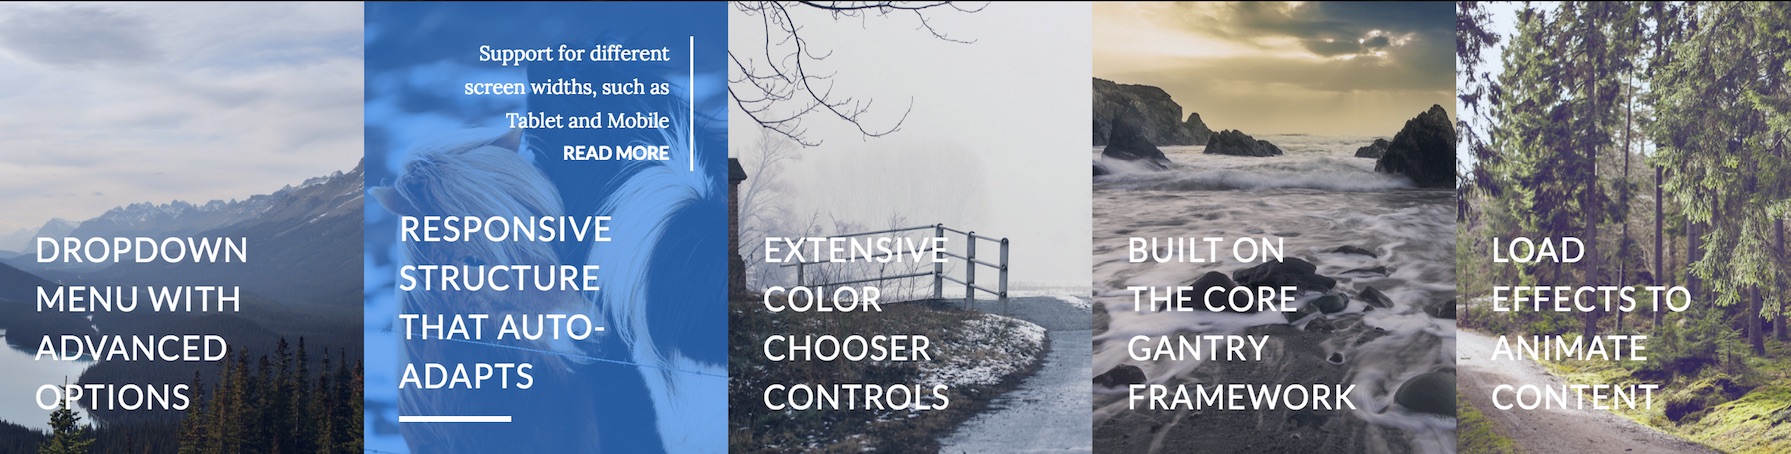 DROPDOWN
MENU WITH
ADVANCED
OPTIONS
Support for different
screen widths, such as
Tablet and Mobile
READ MORE
RESPONSIVE
STRUCTURE
THAT AUTO-
ADAPTS
EXTENSIVE
COLOR
CHOOSER
CONTROLS
BUILT ON
THE CORE
GANTRY
FRAMEWORK
LOAD
EFFECTS TO
ANIMATE
CONTENT